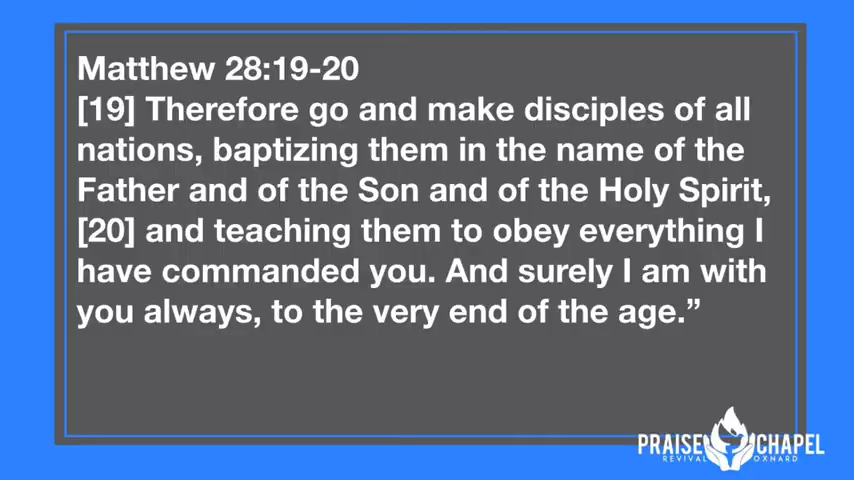 Matthew 28:19-20
[19] Therefore go and make disciples of all
nations, baptizing them in the name of the
Father and of the Son and of the Holy Spirit,
[20] and teaching them to obey everything I
have commanded you. And surely I am with
you always, to the very end of the age.”
PRAISE CHAPEL
REVIVAL OXNARD